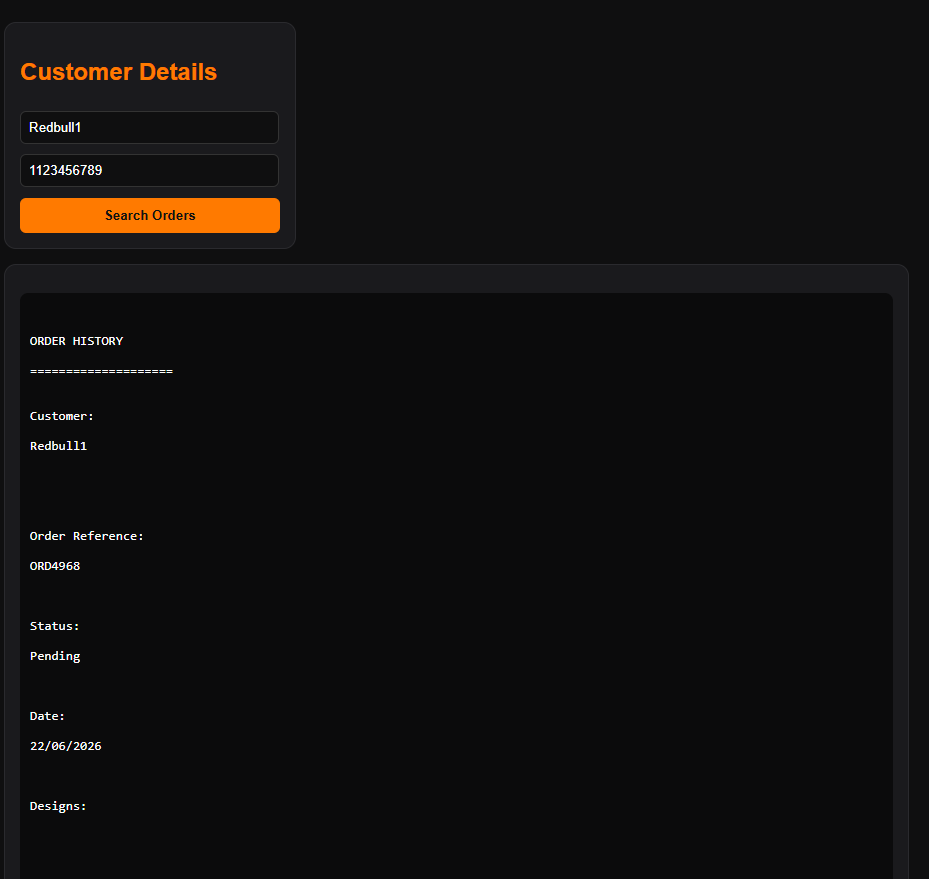 Customer Details
Redbull1
1123456789
Search Orders
ORDER HISTORY
====================
Customer:
Redbull1
Order Reference:
ORD4968
Status:
Pending
Date:
22/06/2026
Designs: